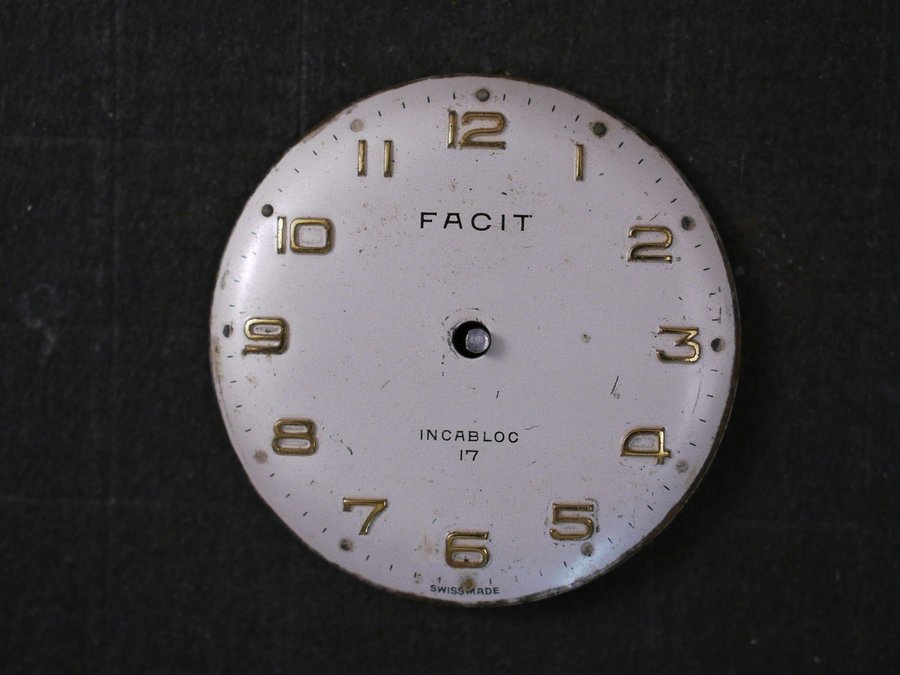 12
11 1
FACIT
10 2
9 3
8 4
INCABLOC
17
7 5
6
SWISS MADE